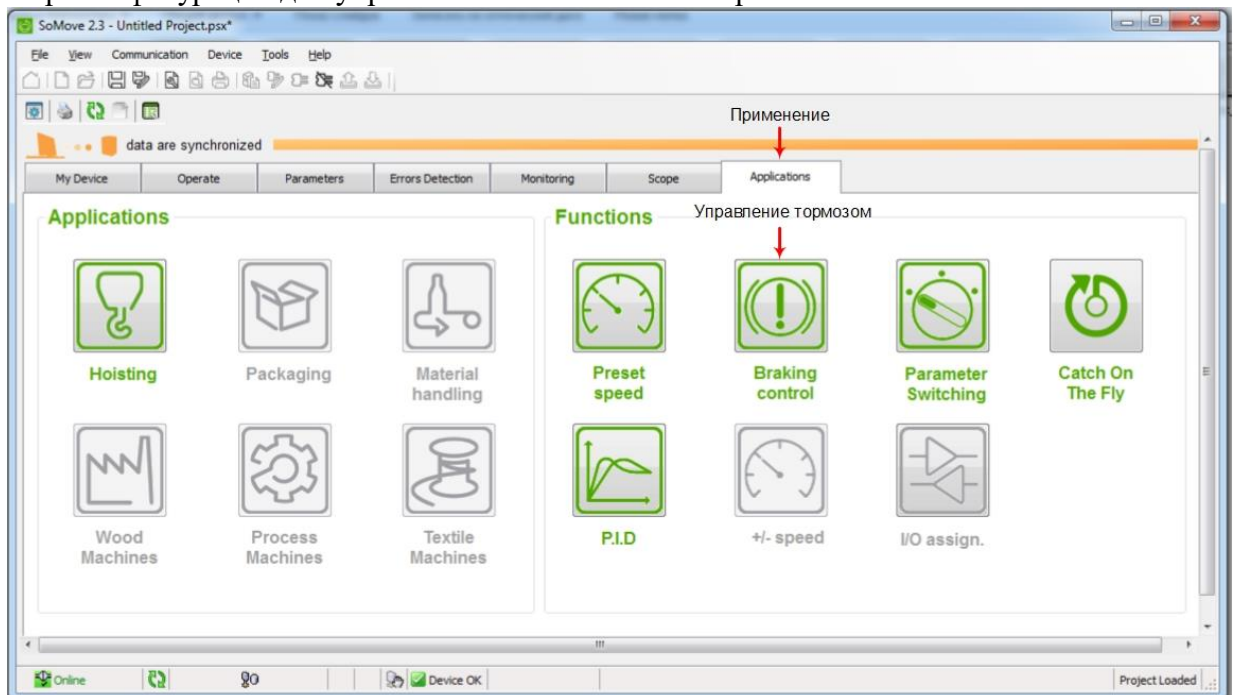 SoMove 2.3 - Untitled Project.psx*
File View Communication Device Tools Help
Применение
data are synchronized
My Device Operate Parameters Errors Detection Monitoring Scope Applications
Applications
Functions
Управление тормозом
Hoisting
Packaging
Material
handling
Preset
speed
Braking
control
Parameter
Switching
Catch On
The Fly
Wood
Machines
Process
Machines
Textile
Machines
P.I.D
+/- speed
I/O assign.
Online
Device OK
Project Loaded